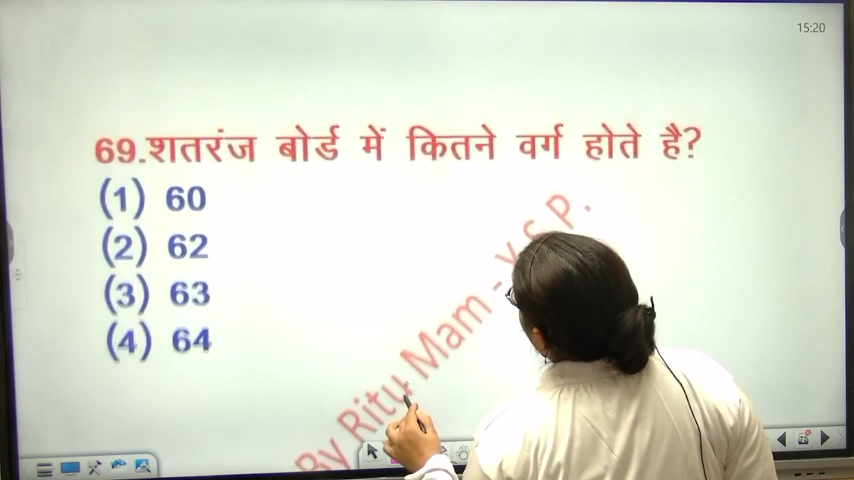 15:20
69.शतरंज बोर्ड में कितने वर्ग होते है?
(1) 60
(2) 62
(3) 63
(4) 64
By Ritu Mam - V.S.P.